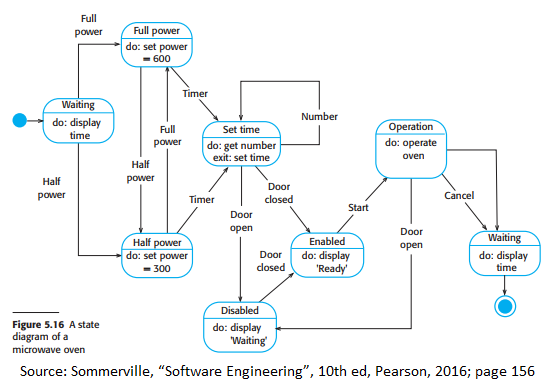 Full
power
Full power
do: set power
= 600
Timer
Waiting
do: display
time
Full
power
Half
power
Half
power
Timer
Half power
do: set power
= 300
Set time
do: get number
exit: set time
Number
Door
open
Door
closed
Operation
do: operate
oven
Start
Cancel
Door
open
Enabled
do: display
'Ready'
Door
closed
Disabled
do: display
'Waiting'
Waiting
do: display
time
Figure 5.16 A state
diagram of a
microwave oven
Source: Sommerville, “Software Engineering”, 10th ed, Pearson, 2016; page 156